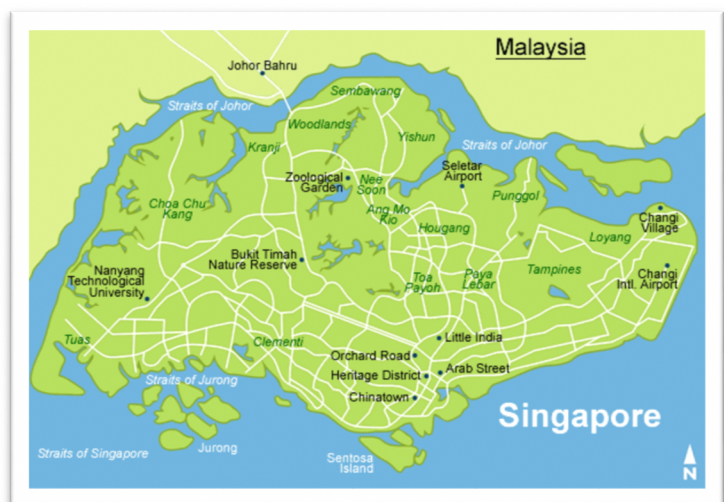 Malaysia
Johor Bahru
Sembawang
Straits of Johor
Woodlands
Yishun
Straits of Johor
Kranji
Seletar
Airport
Zoological
Garden
Nee
Soon
Punggol
Choa Chu
Kang
Ang Mo
Kio
Hougang
Changi
Village
Loyang
Bukit Timah
Nature Reserve
Nanyang
Technological
University
Toa
Payoh
Paya
Lebar
Tampines
Changi
Intl. Airport
Tuas
Clementi
Little India
Orchard Road
Heritage District
Arab Street
Straits of Jurong
Chinatown
Singapore
Straits of Singapore
Jurong
Sentosa
Island
N